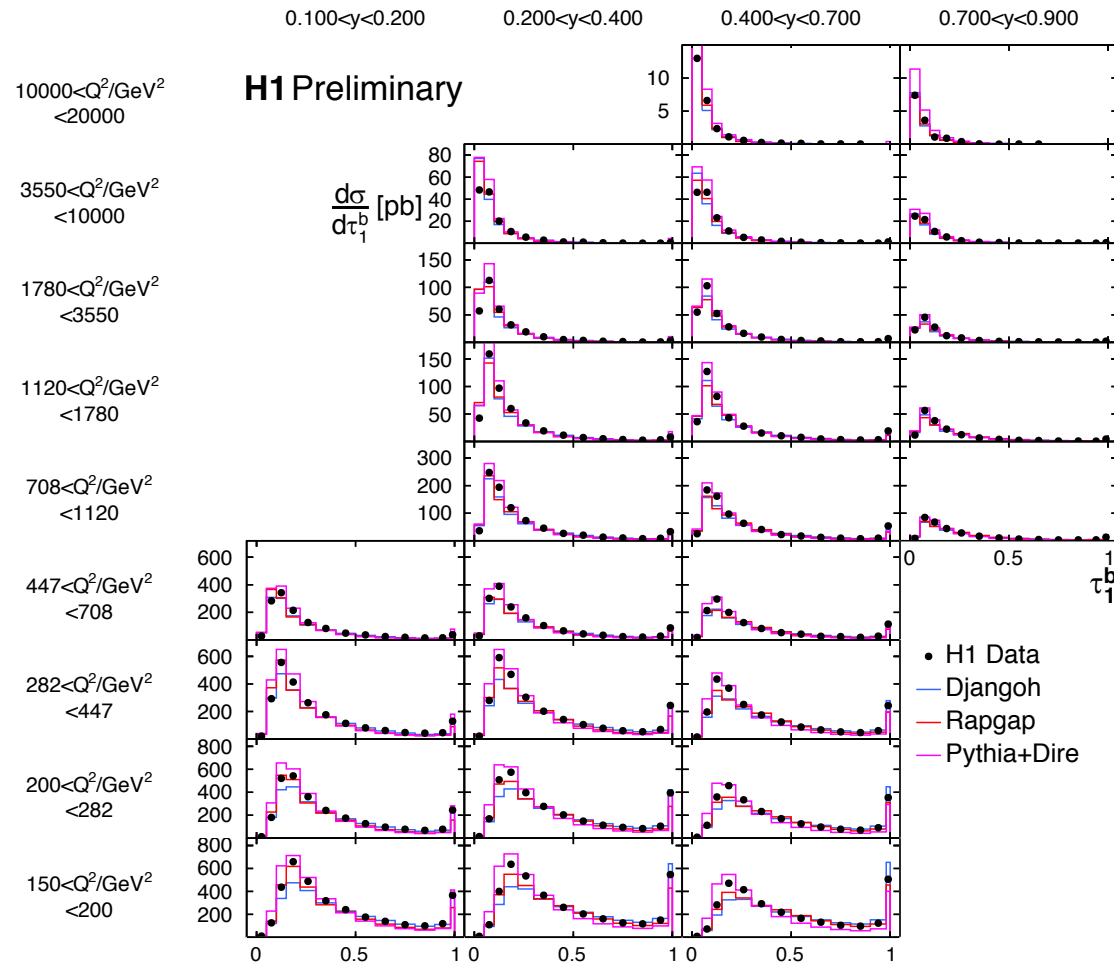 0.100<y<0.200 0.200<y<0.400 0.400<y<0.700 0.700<y<0.900
H1 Preliminary
10000<Q²/GeV²
<20000
10
5
3550<Q²/GeV²
<10000
dσ/dτ₁ᵇ [pb]
80
60
40
20
1780<Q²/GeV²
<3550
150
100
50
1120<Q²/GeV²
<1780
150
100
50
708<Q²/GeV²
<1120
300
200
100
0 0.5 1
τ₁ᵇ
447<Q²/GeV²
<708
600
400
200
282<Q²/GeV²
<447
600
400
200
200<Q²/GeV²
<282
800
600
400
200
150<Q²/GeV²
<200
800
600
400
200
0 0.5 1 0 0.5 1 0 0.5 1
H1 Data
Djangoh
Rapgap
Pythia+Dire